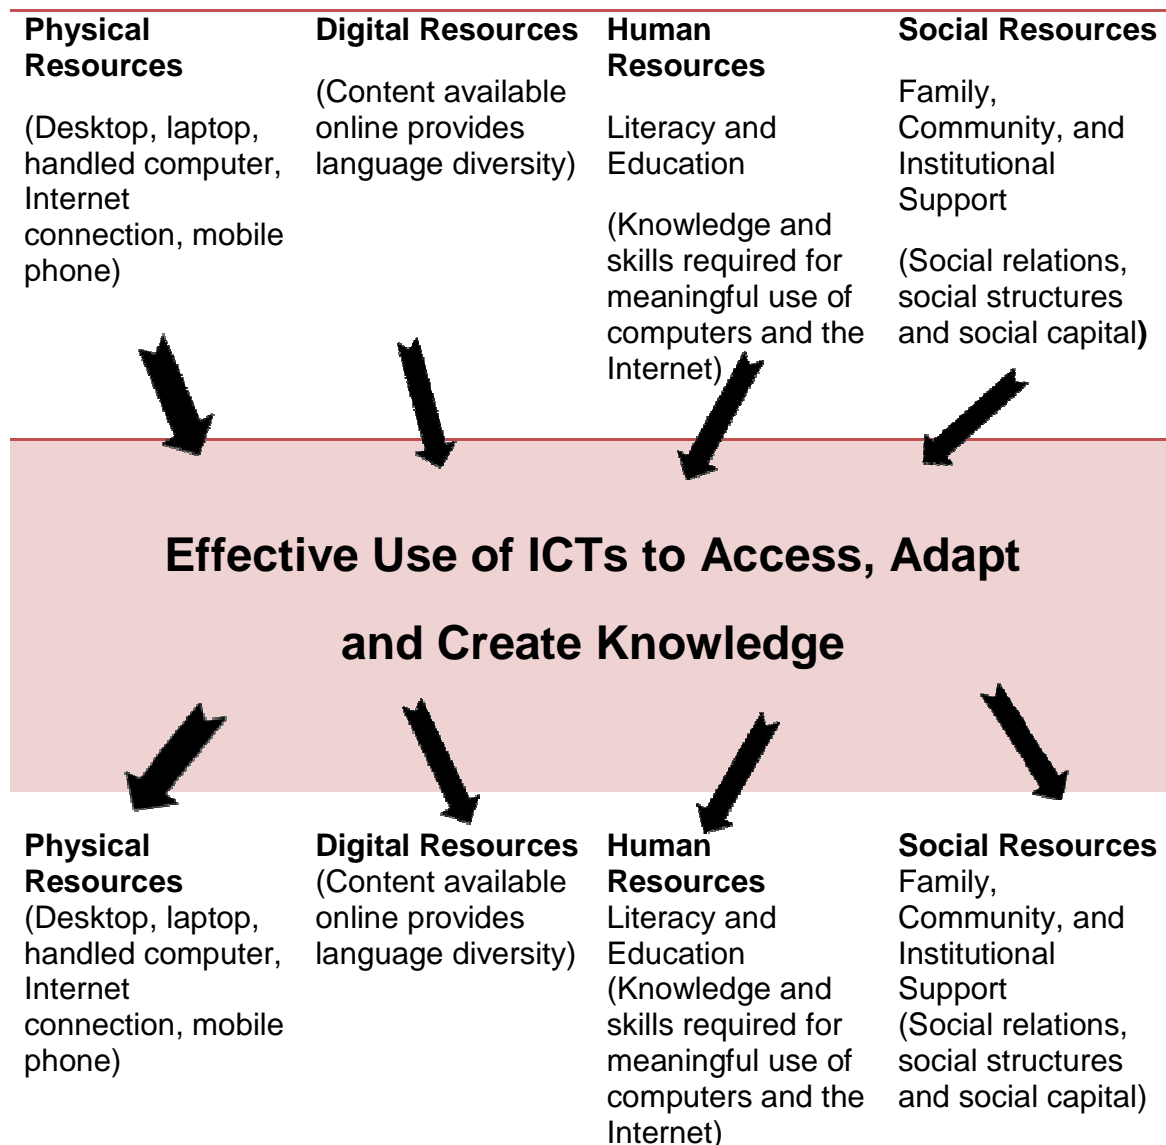 Physical
Resources
(Desktop, laptop,
handled computer,
Internet
connection, mobile
phone)
Digital Resources
(Content available
online provides
language diversity)
Human
Resources
Literacy and
Education
(Knowledge and
skills required for
meaningful use of
computers and the
Internet)
Social Resources
Family,
Community, and
Institutional
Support
(Social relations,
social structures
and social capital)
Effective Use of ICTs to Access, Adapt
and Create Knowledge
Physical
Resources
(Desktop, laptop,
handled computer,
Internet
connection, mobile
phone)
Digital Resources
(Content available
online provides
language diversity)
Human
Resources
Literacy and
Education
(Knowledge and
skills required for
meaningful use of
computers and the
Internet)
Social Resources
Family,
Community, and
Institutional
Support
(Social relations,
social structures
and social capital)